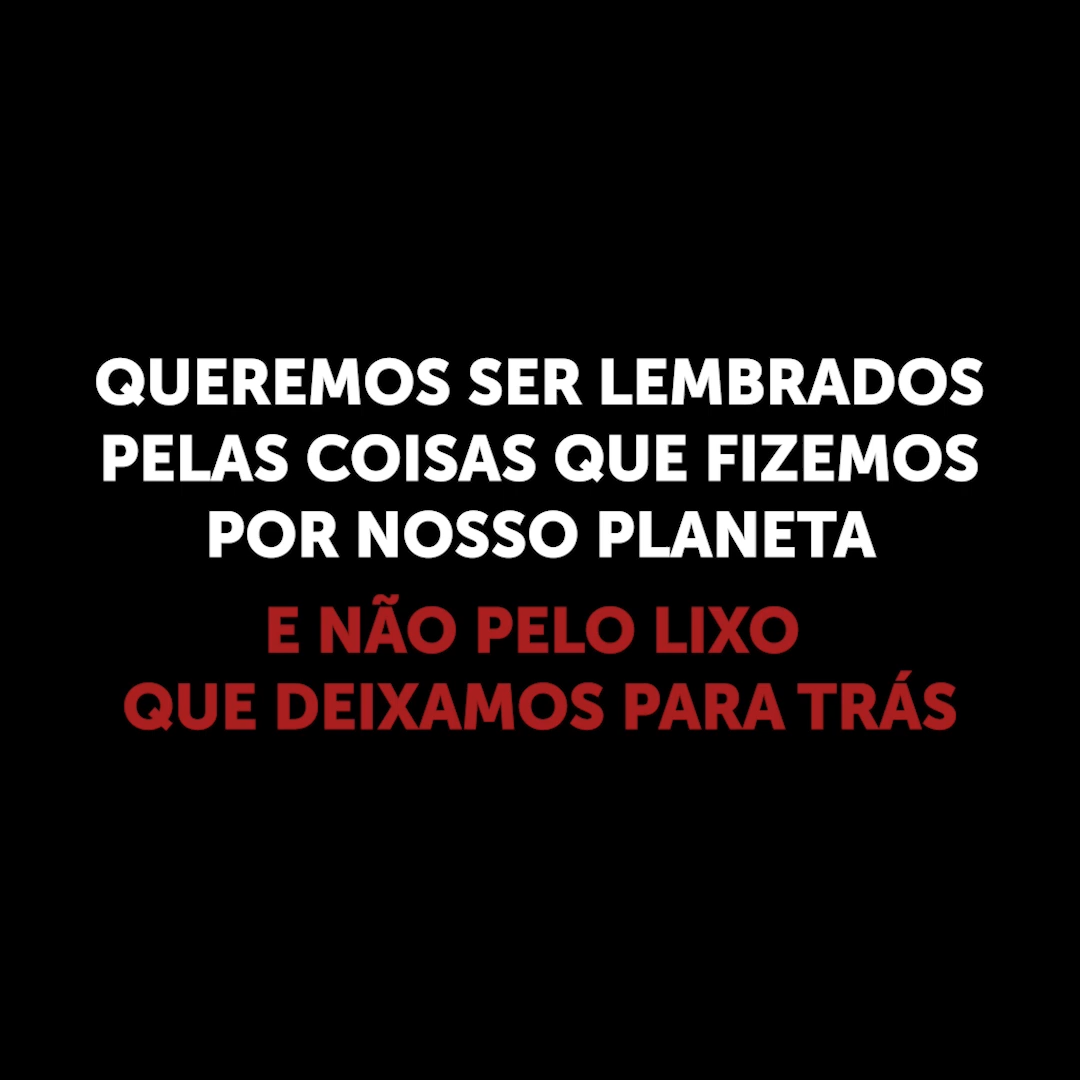 QUEREMOS SER LEMBRADOS
PELAS COISAS QUE FIZEMOS
POR NOSSO PLANETA
E NÃO PELO LIXO
QUE DEIXAMOS PARA TRÁS